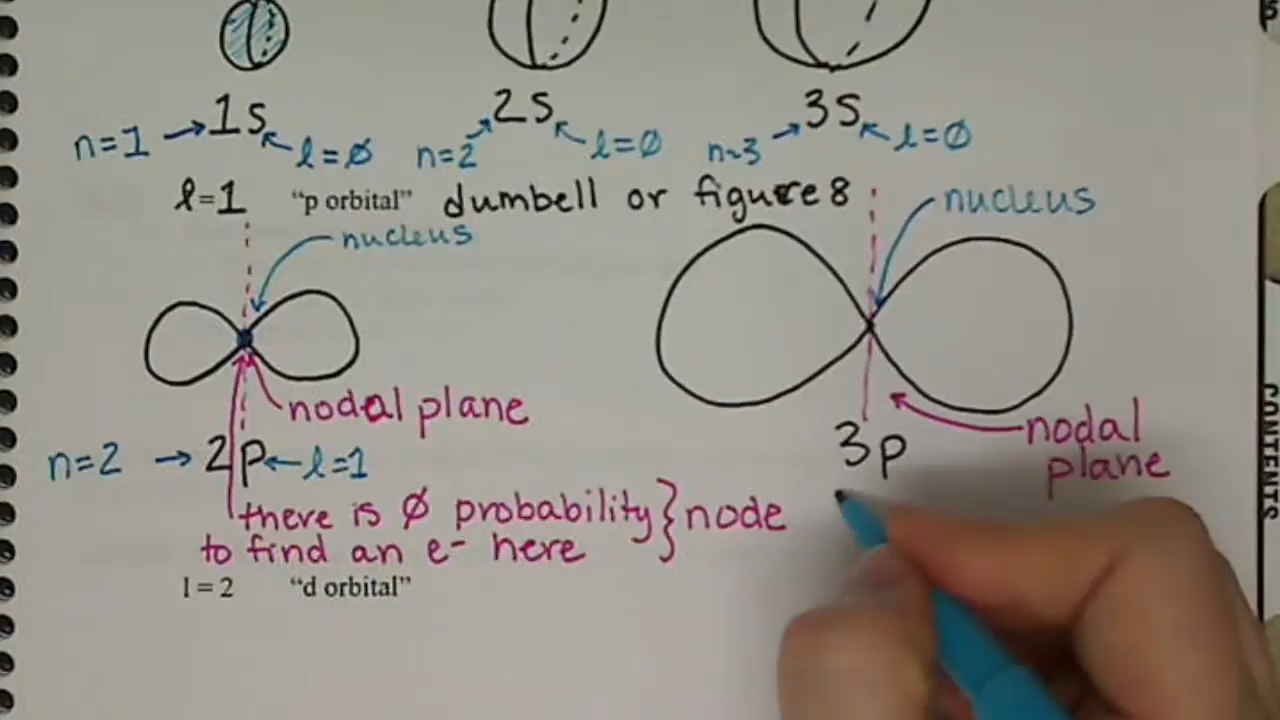 1s 2s 3s
n=1 → ← l=ø n=2 → ← l=ø n=3 → ← l=ø
l=1 "p orbital" dumbell or figure 8
nucleus nucleus
nodal plane
nodal
plane
n=2 → 2p ← l=1 3p
there is ø probability } node
to find an e- here
l = 2 "d orbital"
CONTENTS